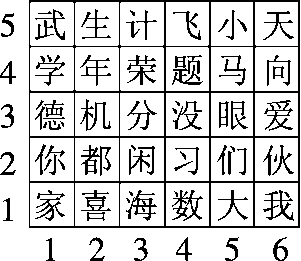 5 武 生 计 飞 小 天
4 学 年 荣 题 马 向
3 德 机 分 没 眼 爱
2 你 都 闲 习 们 伙
1 家 喜 海 数 大 我
1 2 3 4 5 6